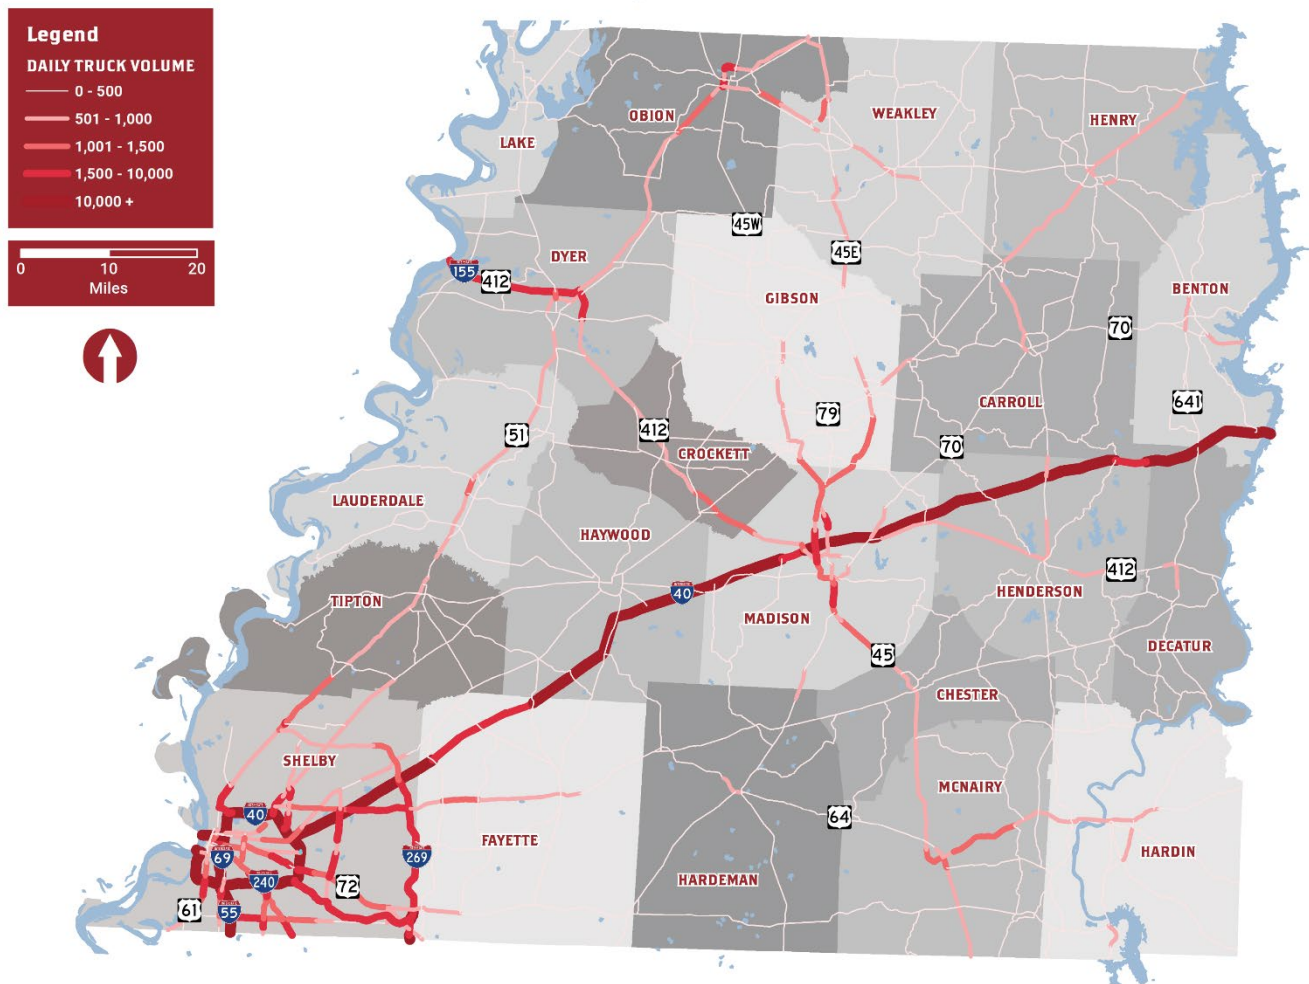 Legend
DAILY TRUCK VOLUME
0 - 500
501 - 1,000
1,001 - 1,500
1,500 - 10,000
10,000 +
0 10 20
Miles
LAKE
OBION
WEAKLEY
HENRY
45W
45E
DYER
155
412
GIBSON
BENTON
70
641
CARROLL
79
70
51
412
CROCKETT
LAUDERDALE
HAYWOOD
40
TIPTON
MADISON
HENDERSON
412
DECATUR
45
CHESTER
SHELBY
MCNAIRY
40
64
FAYETTE
HARDIN
69
269
240
72
HARDEMAN
61
55